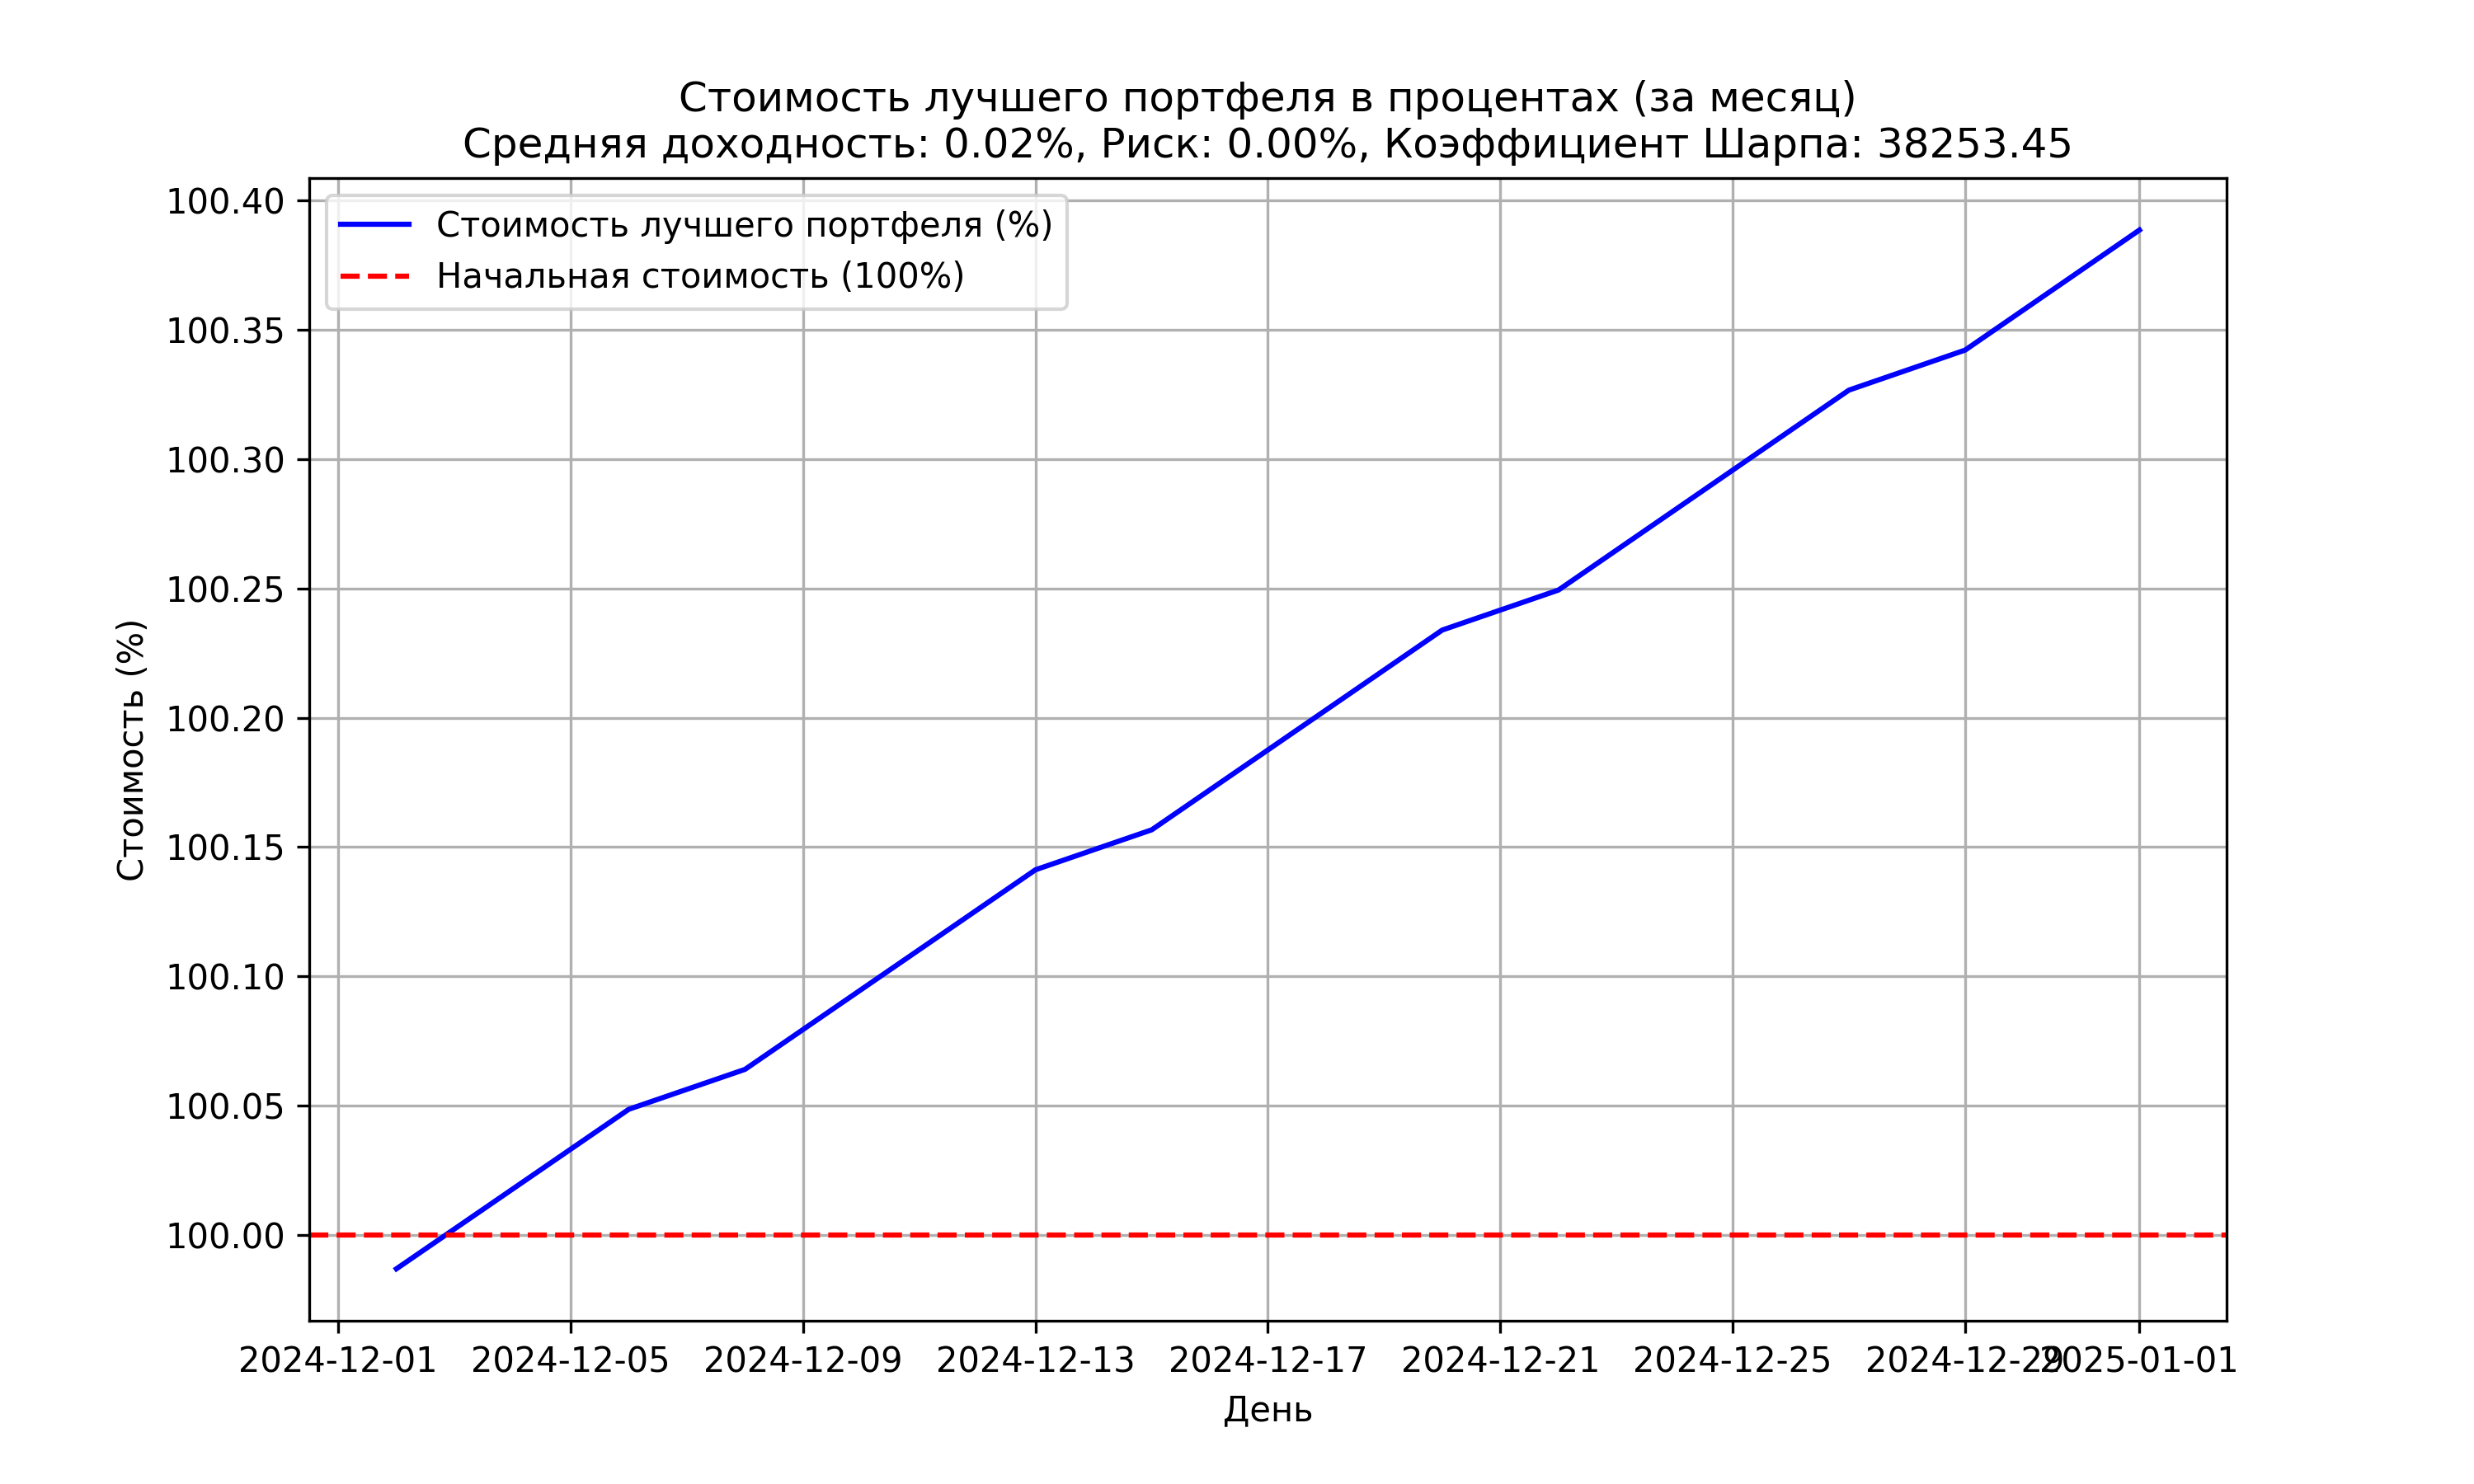 Стоимость лучшего портфеля в процентах (за месяц)
Средняя доходность: 0.02%, Риск: 0.00%, Коэффициент Шарпа: 38253.45
Стоимость лучшего портфеля (%)
Начальная стоимость (100%)
Стоимость (%)
100.40
100.35
100.30
100.25
100.20
100.15
100.10
100.05
100.00
2024-12-01 2024-12-05 2024-12-09 2024-12-13 2024-12-17 2024-12-21 2024-12-25 2024-12-29 2025-01-01
День